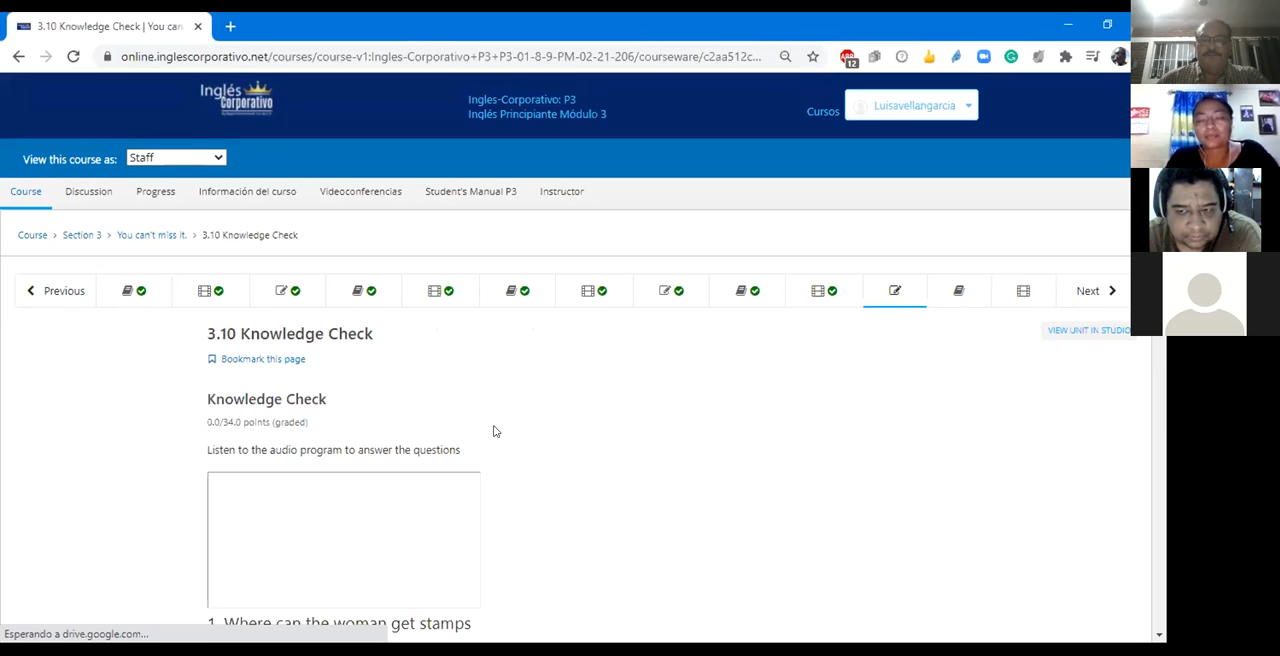 3.10 Knowledge Check | You can
online.inglescorporativo.net/courses/course-v1:Ingles-Corporativo+P3+P3-01-8-9-PM-02-21-206/courseware/c2aa512c...
12
Inglés
Corporativo
Ingles-Corporativo: P3
Inglés Principiante Módulo 3
Cursos
Luisavellangarcia
View this course as:
Staff
Course
Discussion
Progress
Información del curso
Videoconferencias
Student's Manual P3
Instructor
Course > Section 3 > You can't miss it. > 3.10 Knowledge Check
Previous
Next
3.10 Knowledge Check
VIEW UNIT IN STUDIO
Bookmark this page
Knowledge Check
0.0/34.0 points (graded)
Listen to the audio program to answer the questions
1. Where can the woman get stamps
Esperando a drive.google.com...